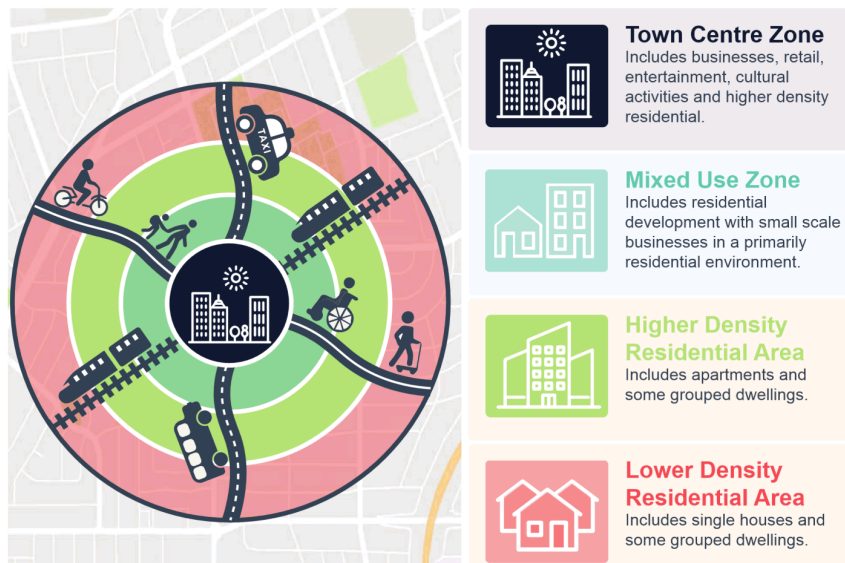 TAXI
Town Centre Zone
Includes businesses, retail,
entertainment, cultural
activities and higher density
residential.
Mixed Use Zone
Includes residential
development with small scale
businesses in a primarily
residential environment.
Higher Density
Residential Area
Includes apartments and
some grouped dwellings.
Lower Density
Residential Area
Includes single houses and
some grouped dwellings.